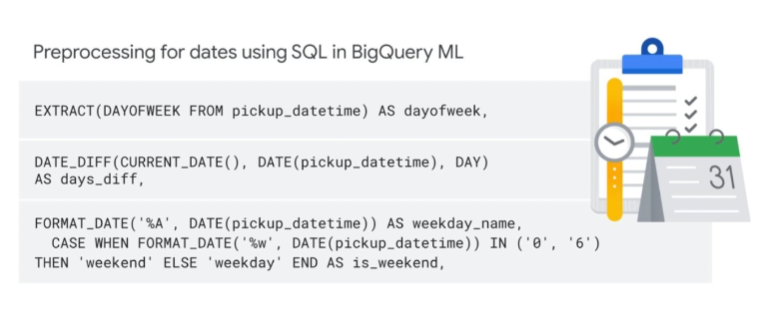 Preprocessing for dates using SQL in BigQuery ML
EXTRACT(DAYOFWEEK FROM pickup_datetime) AS dayofweek,
DATE_DIFF(CURRENT_DATE(), DATE(pickup_datetime), DAY)
AS days_diff,
FORMAT_DATE('%A', DATE(pickup_datetime)) AS weekday_name,
CASE WHEN FORMAT_DATE('%w', DATE(pickup_datetime)) IN ('0', '6')
THEN 'weekend' ELSE 'weekday' END AS is_weekend,
31